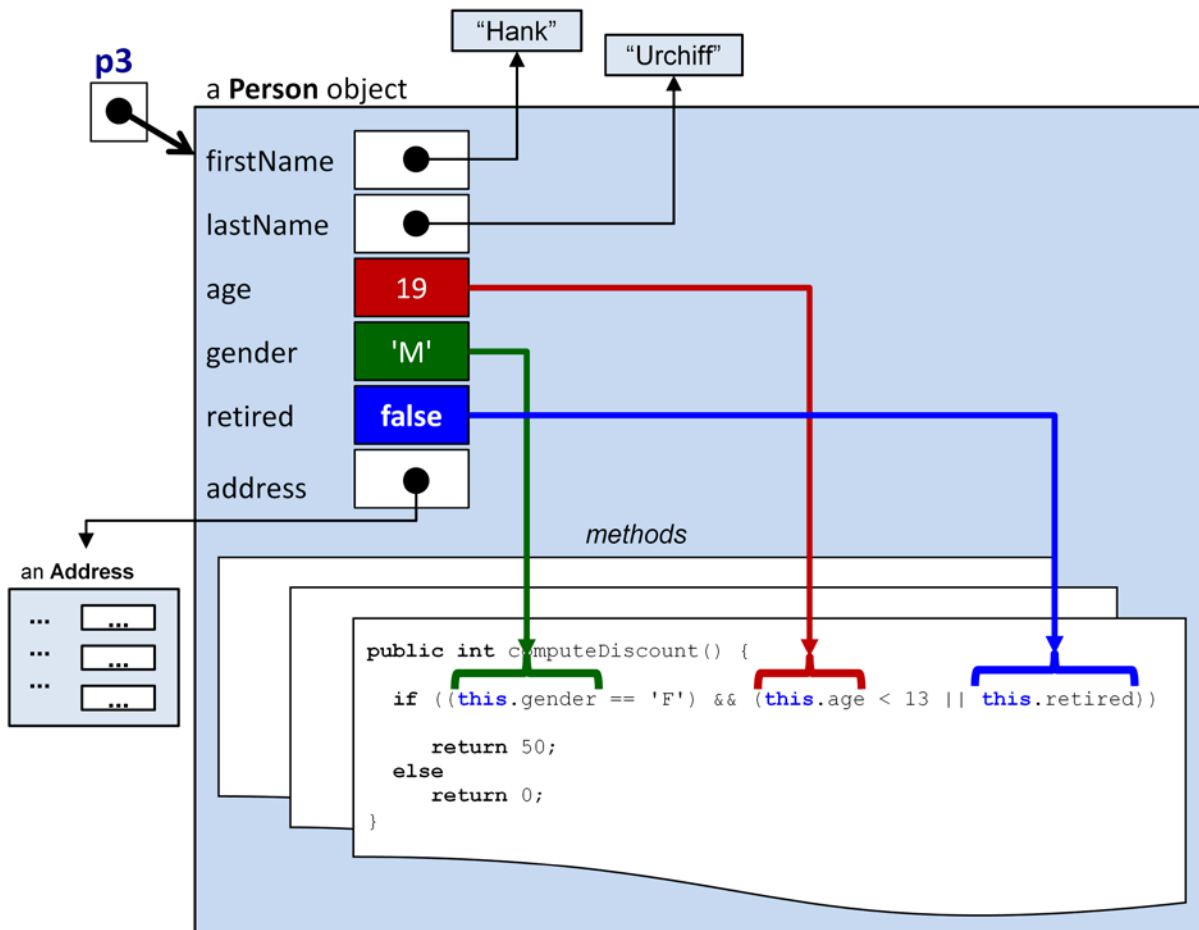 “Hank”
“Urchiff”
p3
a Person object
firstName
lastName
age 19
gender 'M'
retired false
address
methods
an Address
... ...
... ...
... ...
public int computeDiscount() {
if ((this.gender == 'F') && (this.age < 13 || this.retired))
return 50;
else
return 0;
}